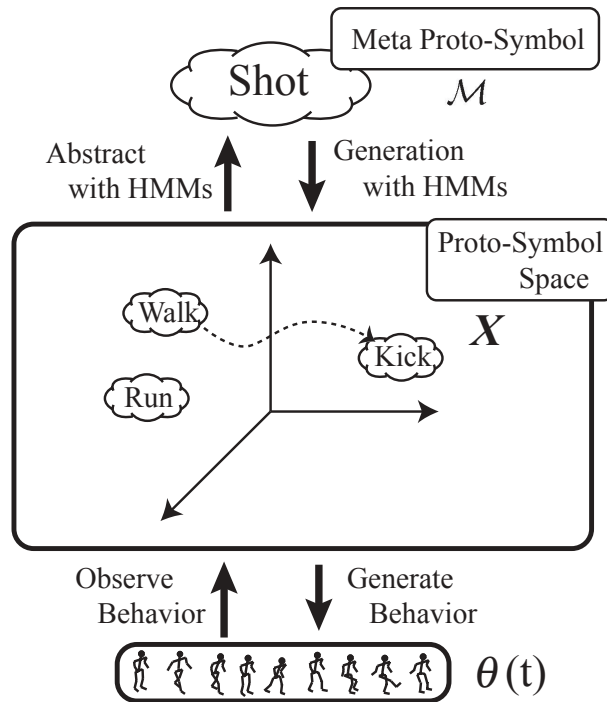 Meta Proto-Symbol
Shot
ℳ
Abstract
with HMMs
Generation
with HMMs
Proto-Symbol
Space
X
Walk
Kick
Run
Observe
Behavior
Generate
Behavior
θ(t)